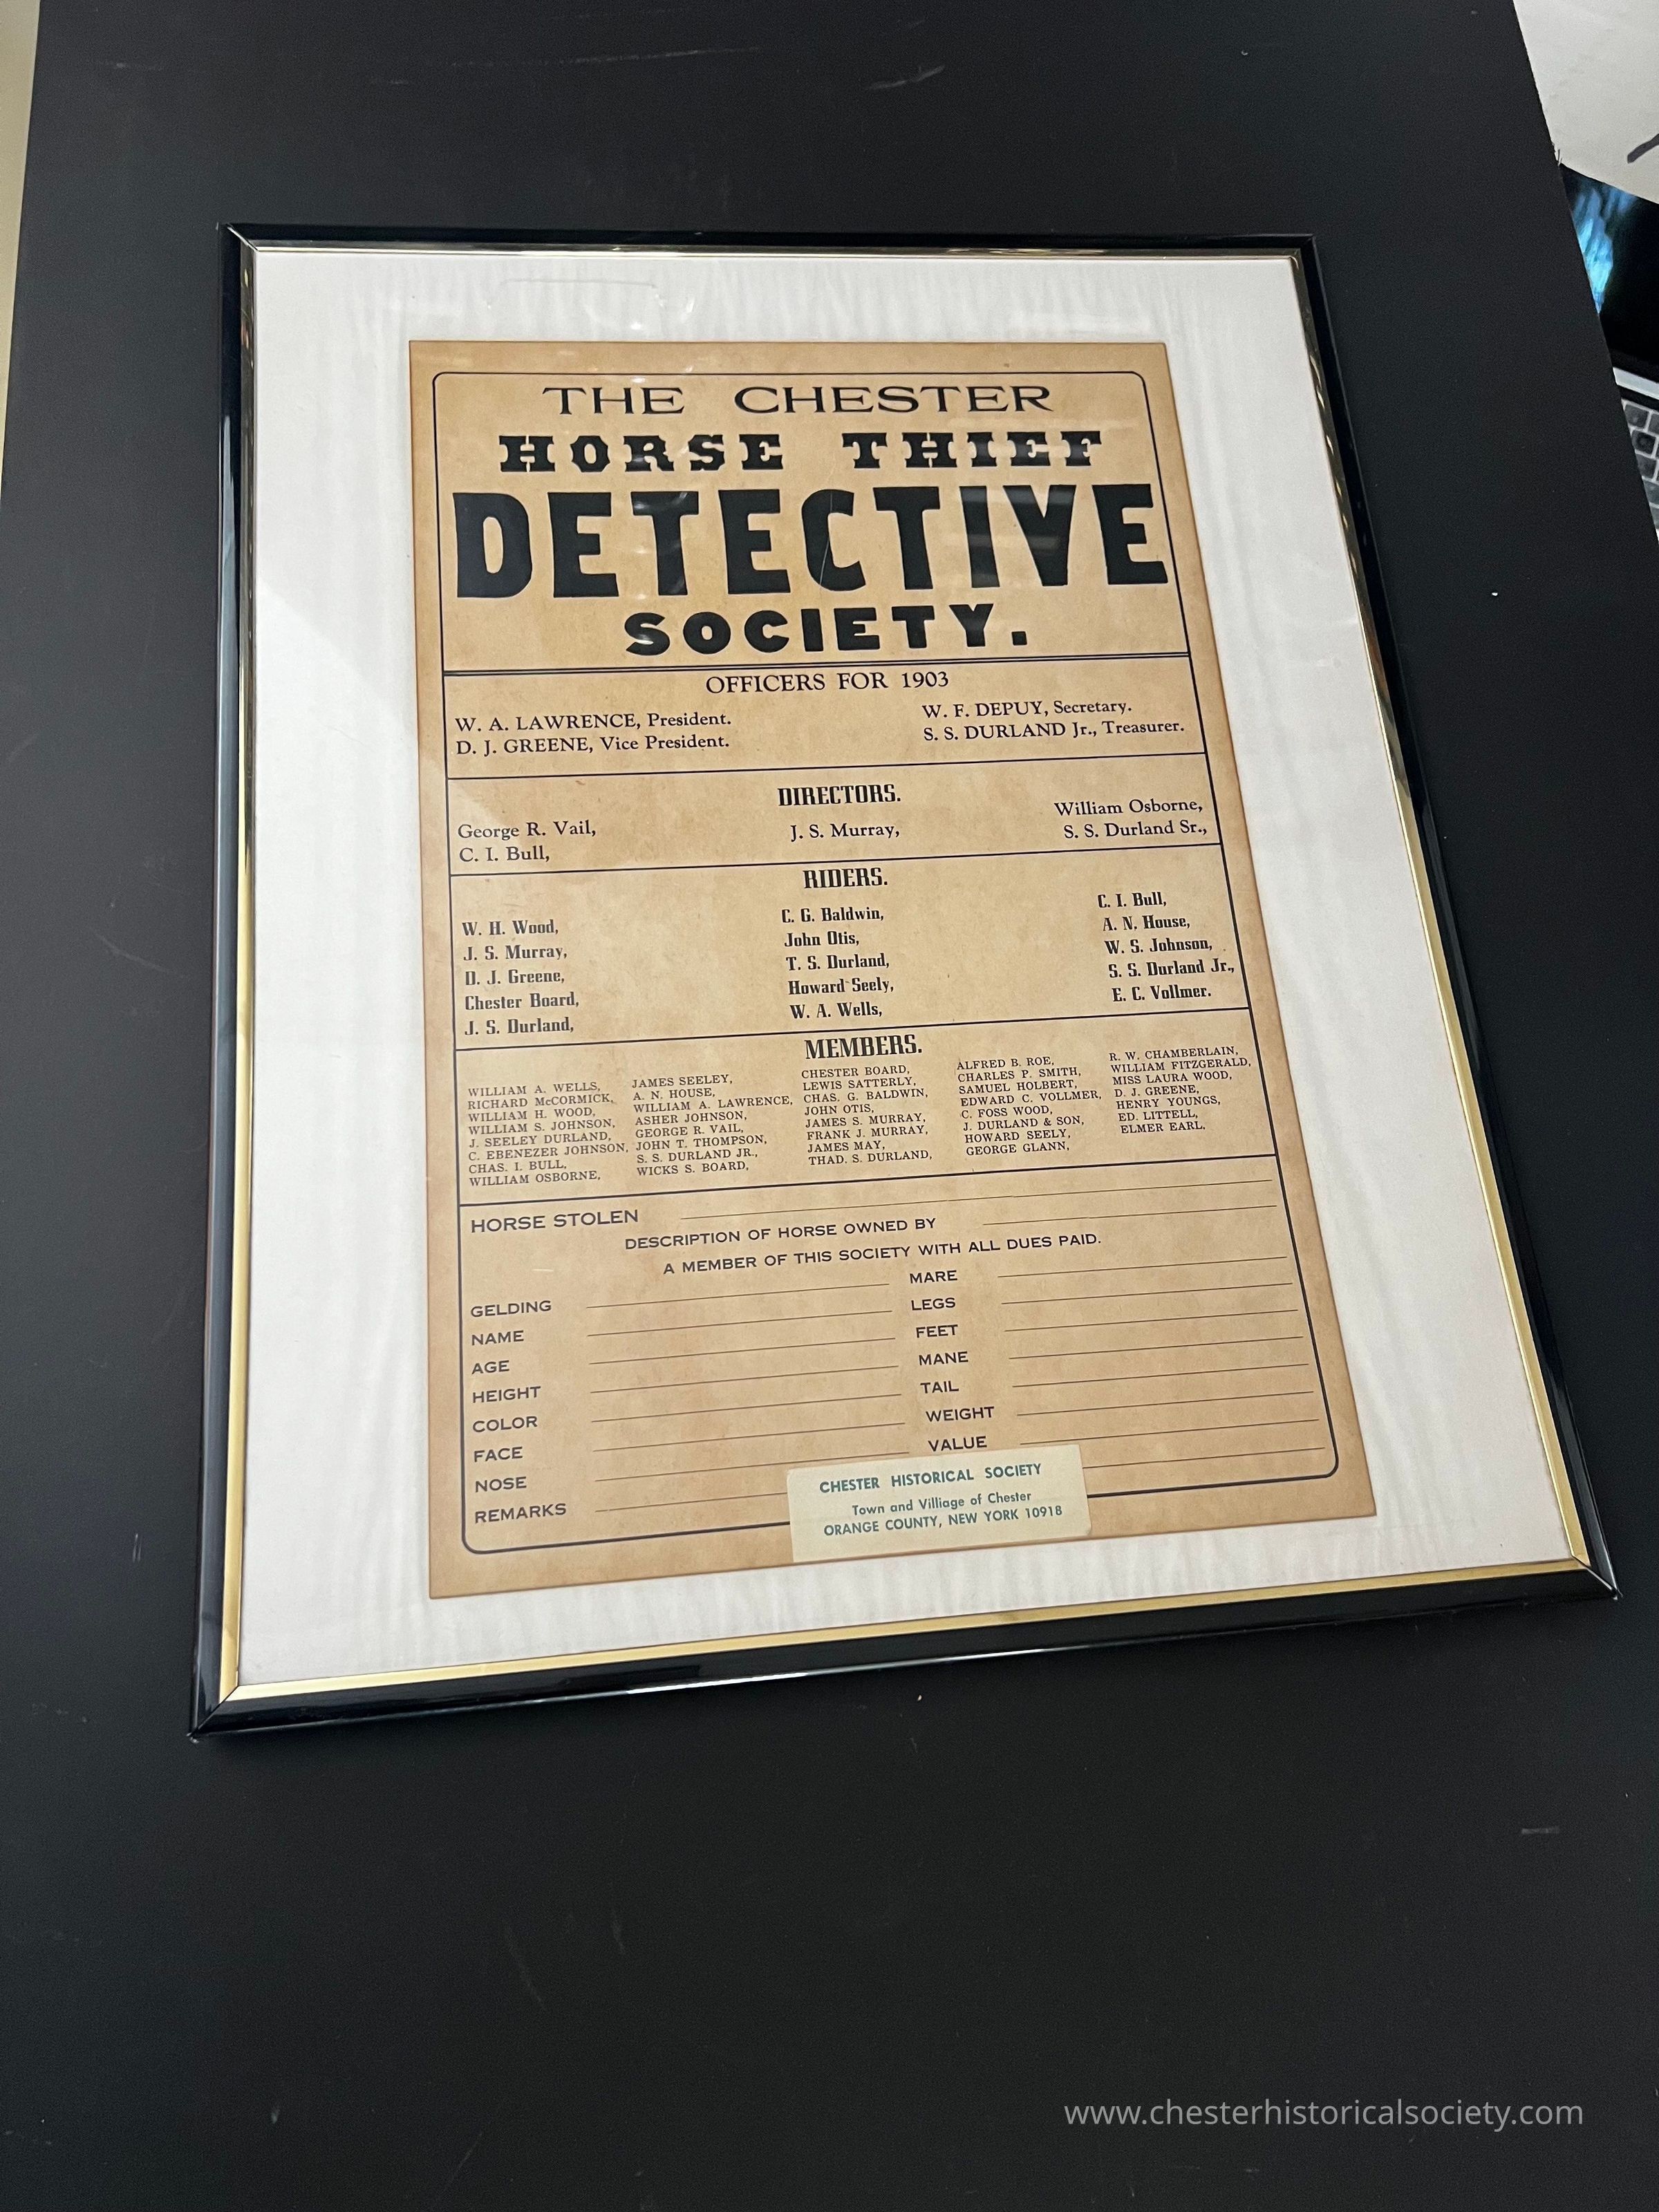 THE CHESTER
HORSE THIEF
DETECTIVE
SOCIETY.
OFFICERS FOR 1903
W. A. LAWRENCE, President.
D. J. GREENE, Vice President.
W. F. DEPUY, Secretary.
S. S. DURLAND Jr., Treasurer.
DIRECTORS.
George R. Vail,
C. I. Bull,
J. S. Murray,
William Osborne,
S. S. Durland Sr.,
RIDERS.
W. H. Wood,
J. S. Murray,
D. J. Greene,
Chester Board,
J. S. Durland,
C. G. Baldwin,
John Otis,
T. S. Durland,
Howard Seely,
W. A. Wells,
C. I. Bull,
A. N. House,
W. S. Johnson,
S. S. Durland Jr.,
E. C. Vollmer.
MEMBERS.
WILLIAM A. WELLS,
RICHARD McCORMICK,
WILLIAM H. WOOD,
WILLIAM S. JOHNSON,
J. SEELEY DURLAND,
C. EBENEZER JOHNSON,
CHAS. I. BULL,
WILLIAM OSBORNE,
JAMES SEELEY,
A. N. HOUSE,
WILLIAM A. LAWRENCE,
ASHER JOHNSON,
GEORGE R. VAIL,
JOHN T. THOMPSON,
S. S. DURLAND JR.,
WICKS S. BOARD,
CHESTER BOARD,
LEWIS SATTERLY,
CHAS. G. BALDWIN,
JOHN OTIS,
JAMES S. MURRAY,
FRANK J. MURRAY,
JAMES MAY,
THAD. S. DURLAND,
ALFRED B. ROE,
CHARLES P. SMITH,
SAMUEL HOLBERT,
EDWARD C. VOLLMER,
C. FOSS WOOD,
J. DURLAND & SON,
HOWARD SEELY,
GEORGE GLANN,
R. W. CHAMBERLAIN,
WILLIAM FITZGERALD,
MISS LAURA WOOD,
D. J. GREENE,
HENRY YOUNGS,
ED. LITTELL,
ELMER EARL.
HORSE STOLEN
DESCRIPTION OF HORSE OWNED BY
A MEMBER OF THIS SOCIETY WITH ALL DUES PAID.
GELDING
NAME
AGE
HEIGHT
COLOR
FACE
NOSE
REMARKS
MARE
LEGS
FEET
MANE
TAIL
WEIGHT
VALUE
CHESTER HISTORICAL SOCIETY
Town and Villiage of Chester
ORANGE COUNTY, NEW YORK 10918
www.chesterhistoricalsociety.com